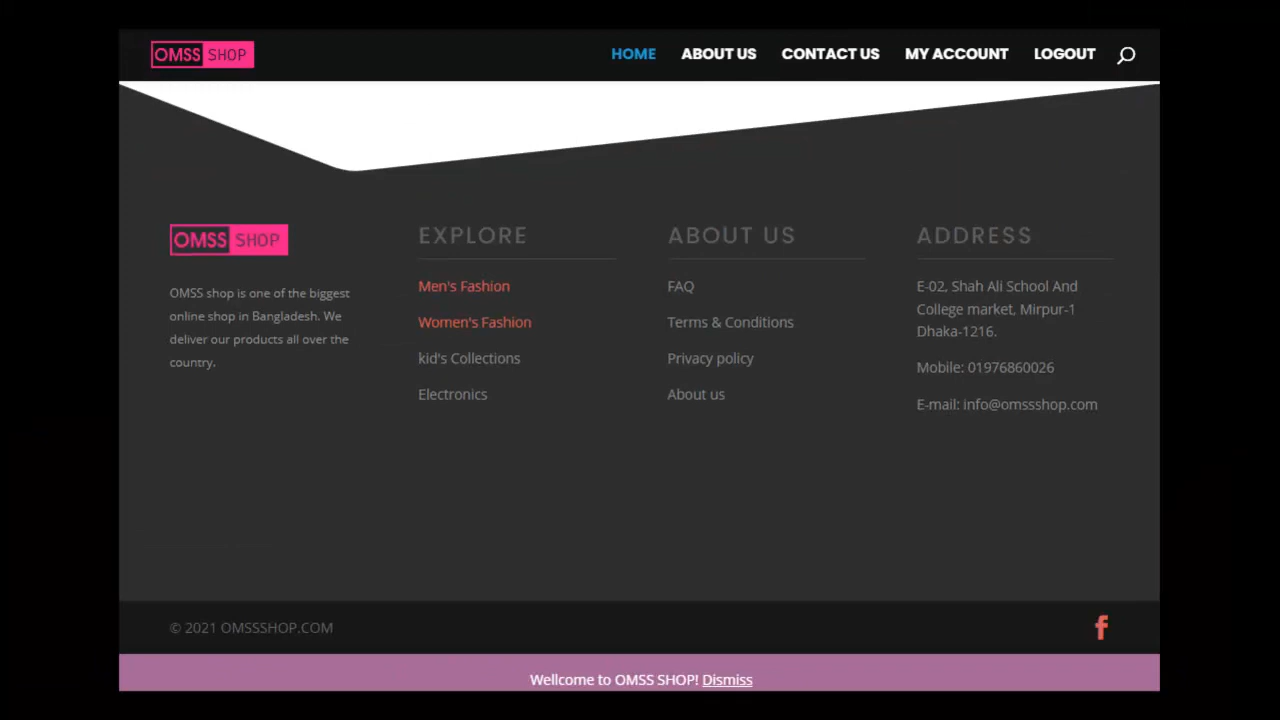 OMSS SHOP
HOME ABOUT US CONTACT US MY ACCOUNT LOGOUT
OMSS SHOP
OMSS shop is one of the biggest
online shop in Bangladesh. We
deliver our products all over the
country.
EXPLORE
Men's Fashion
Women's Fashion
kid's Collections
Electronics
ABOUT US
FAQ
Terms & Conditions
Privacy policy
About us
ADDRESS
E-02, Shah Ali School And
College market, Mirpur-1
Dhaka-1216.
Mobile: 01976860026
E-mail: info@omssshop.com
© 2021 OMSSSHOP.COM
Wellcome to OMSS SHOP! Dismiss